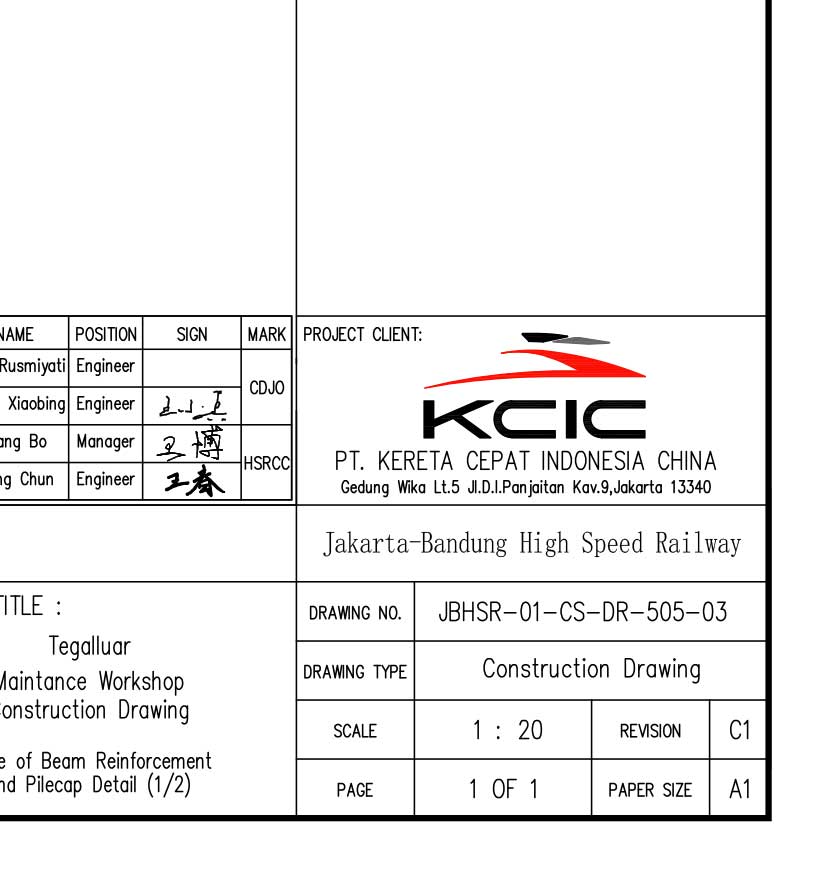 NAME POSITION SIGN MARK
Rusmiyati Engineer
CDJO
Xiaobing Engineer
ang Bo Manager 王博
HSRCC
ng Chun Engineer 王春
PROJECT CLIENT:
KCIC
PT. KERETA CEPAT INDONESIA CHINA
Gedung Wika Lt.5 Jl.D.I.Panjaitan Kav.9,Jakarta 13340
Jakarta-Bandung High Speed Railway
TITLE :
Tegalluar
Maintance Workshop
Construction Drawing
e of Beam Reinforcement
nd Pilecap Detail (1/2)
DRAWING NO. JBHSR-01-CS-DR-505-03
DRAWING TYPE Construction Drawing
SCALE 1 : 20 REVISION C1
PAGE 1 OF 1 PAPER SIZE A1